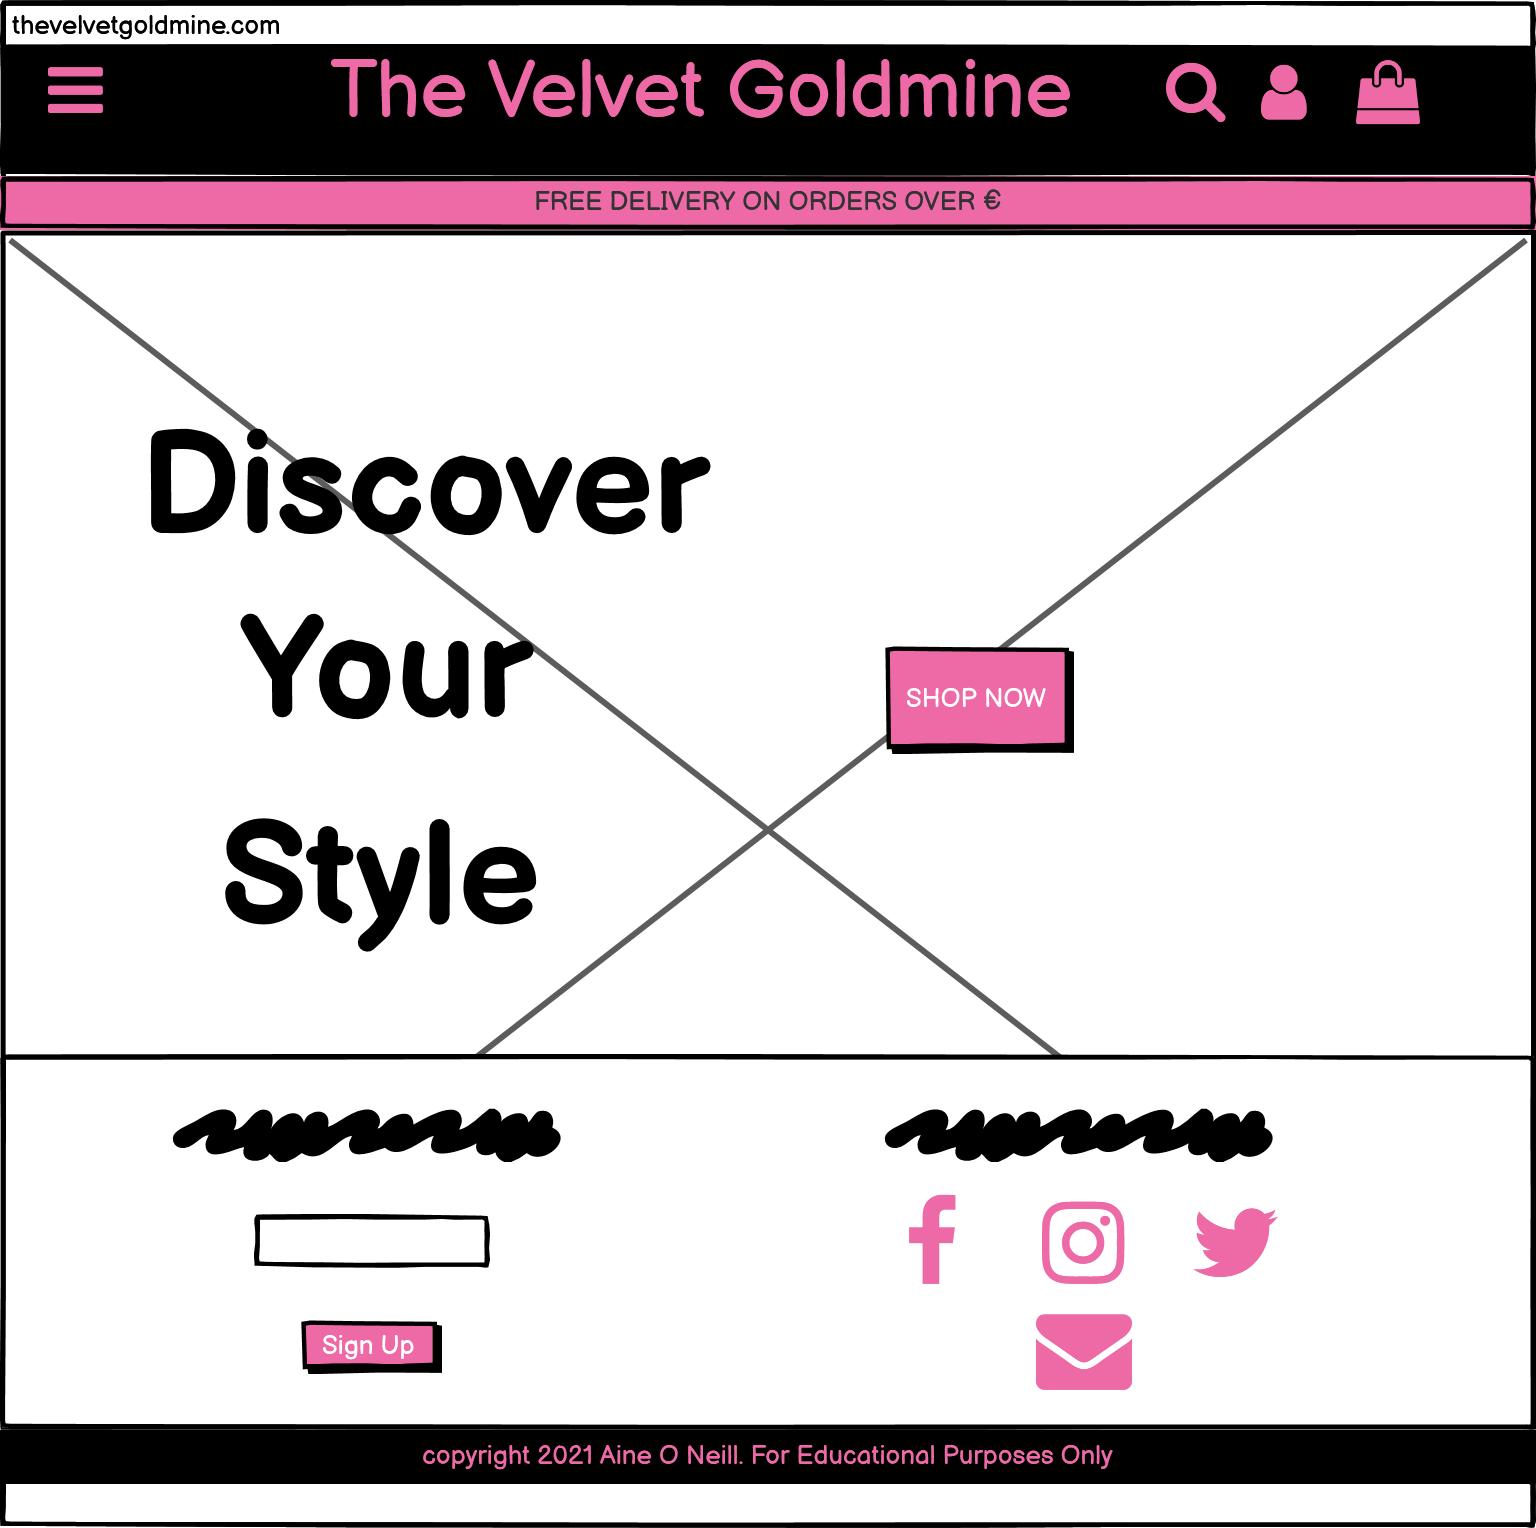 thevelvetgoldmine.com
The Velvet Goldmine
FREE DELIVERY ON ORDERS OVER €
Discover
Your
Style
SHOP NOW
Sign Up
copyright 2021 Aine O Neill. For Educational Purposes Only